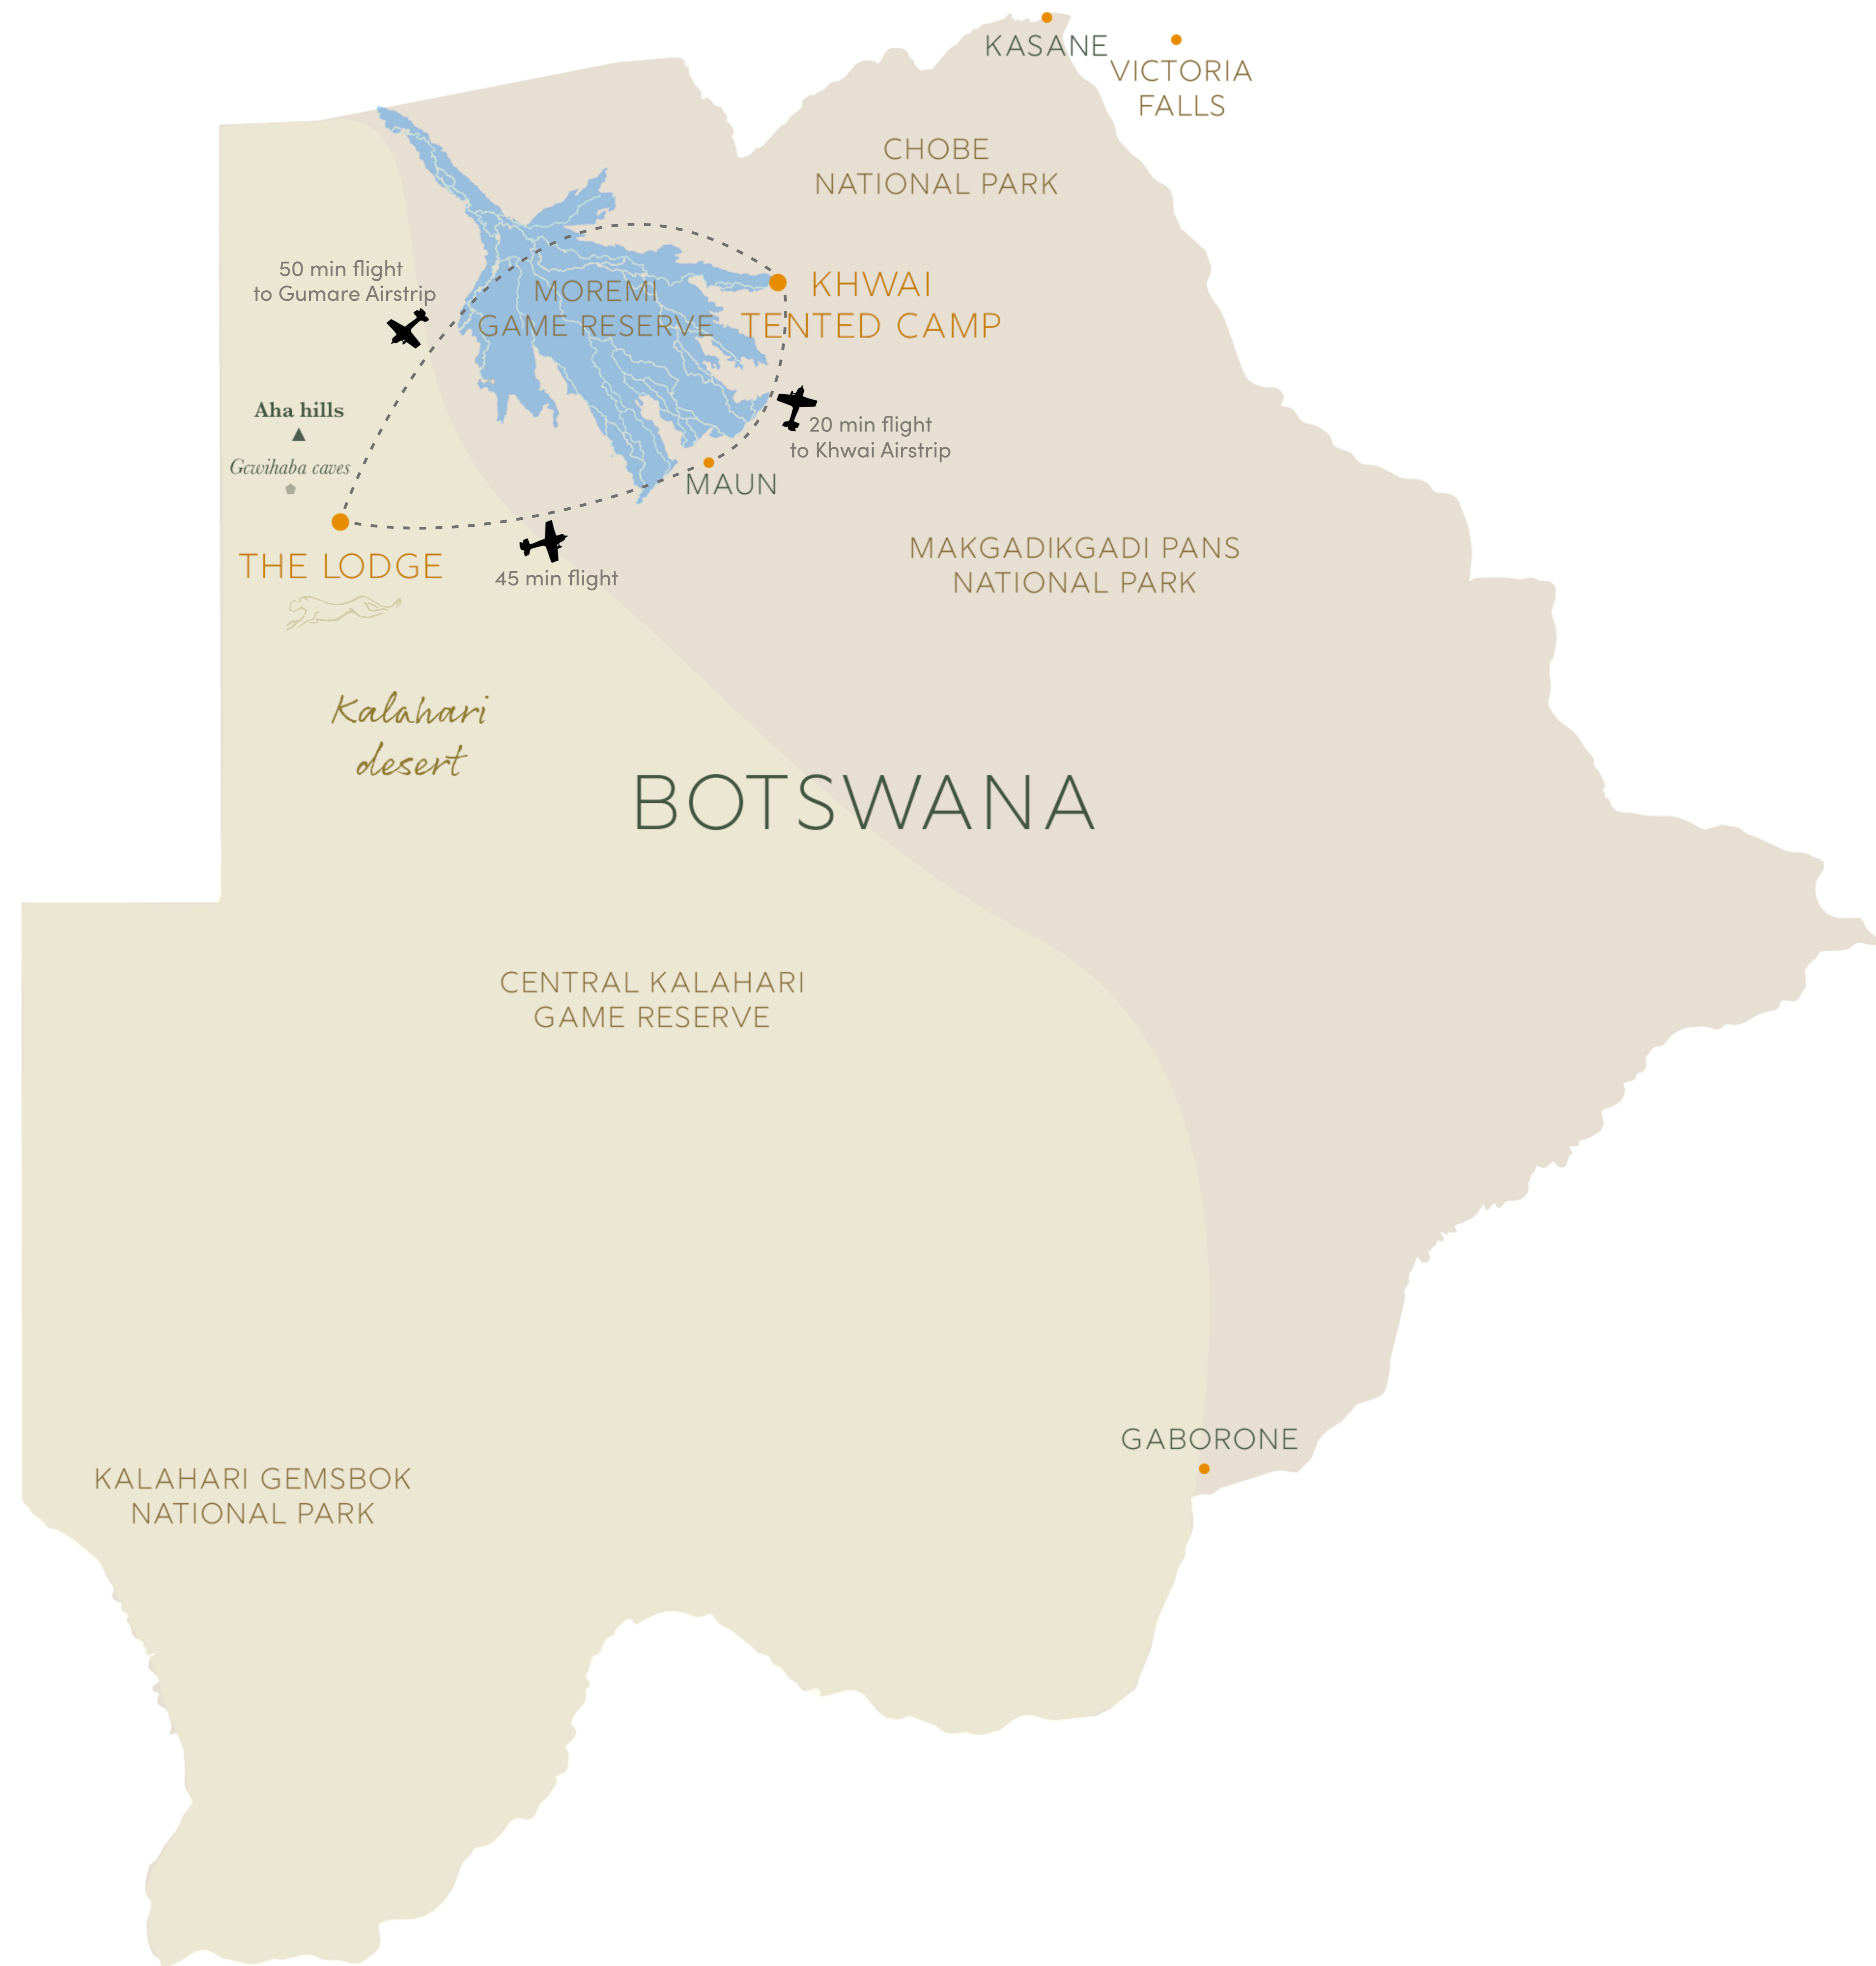 KASANE
VICTORIA
FALLS
CHOBE
NATIONAL PARK
50 min flight
to Gumare Airstrip
MOREMI
GAME RESERVE
KHWAI
TENTED CAMP
Aha hills
20 min flight
to Khwai Airstrip
Gcwihaba caves
MAUN
THE LODGE
45 min flight
MAKGADIKGADI PANS
NATIONAL PARK
Kalahari
desert
BOTSWANA
CENTRAL KALAHARI
GAME RESERVE
GABORONE
KALAHARI GEMSBOK
NATIONAL PARK